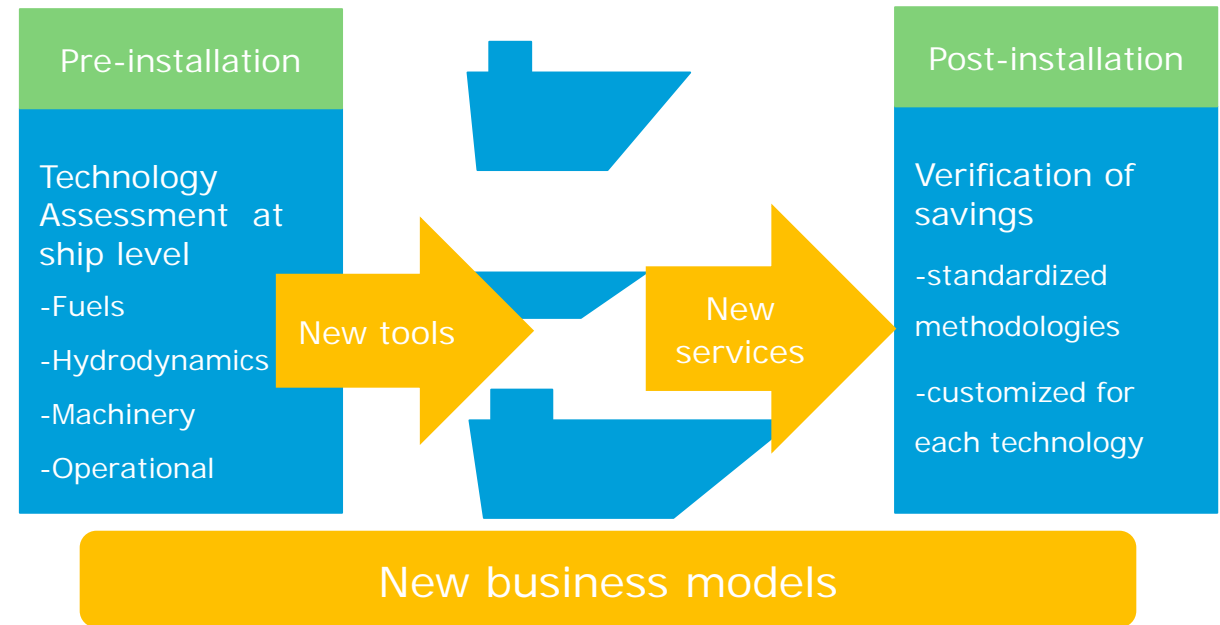 Pre-installation
Technology
Assessment at
ship level
-Fuels
-Hydrodynamics
-Machinery
-Operational
New tools
New
services
Post-installation
Verification of
savings
-standardized
methodologies
-customized for
each technology
New business models